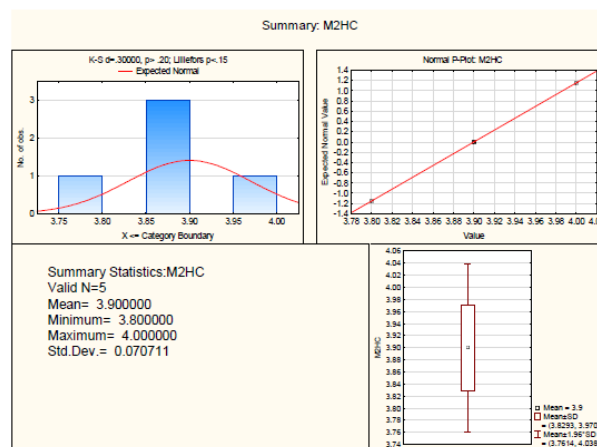 Summary: M2HC
K-S d=.30000, p> .20; Lilliefors p<.15
Expected Normal
No. of obs.
3
2
1
0
3.75 3.80 3.85 3.90 3.95 4.00
X <= Category Boundary
Normal P-Plot: M2HC
Expected Normal Value
1.4
1.2
1.0
0.8
0.6
0.4
0.2
0.0
-0.2
-0.4
-0.6
-0.8
-1.0
-1.2
-1.4
3.78 3.80 3.82 3.84 3.86 3.88 3.90 3.92 3.94 3.96 3.98 4.00 4.02
Value
Summary Statistics:M2HC
Valid N=5
Mean= 3.900000
Minimum= 3.800000
Maximum= 4.000000
Std.Dev.= 0.070711
M2HC
4.06
4.04
4.02
4.00
3.98
3.96
3.94
3.92
3.90
3.88
3.86
3.84
3.82
3.80
3.78
3.76
3.74
Mean = 3.9
Mean±SD
= (3.8293, 3.970
Mean±1.96*SD
= (3.7614, 4.038